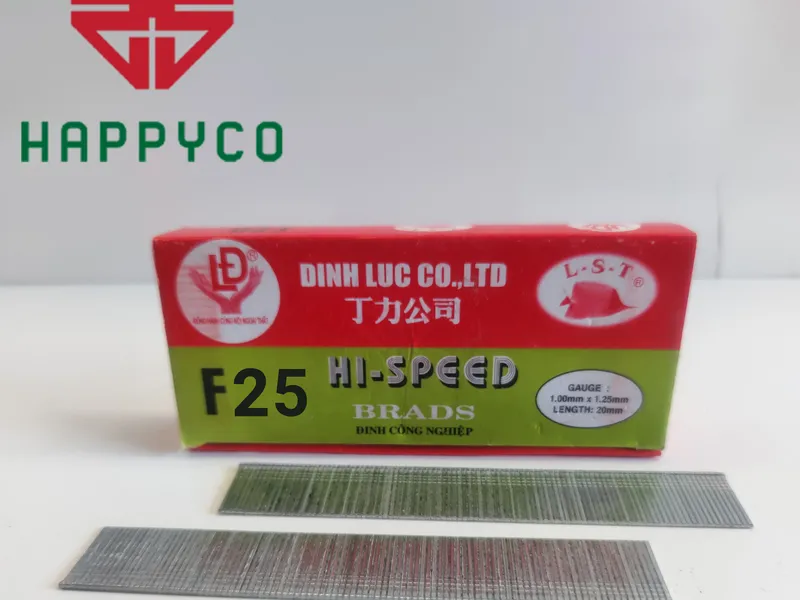 HAPPYCO
LĐ®
DINH LUC CO.,LTD
丁力公司
L-S-T®
F25
HI-SPEED
BRADS
ĐINH CÔNG NGHIỆP
GAUGE :
1.00mm x 1.25mm
LENGTH: 20mm